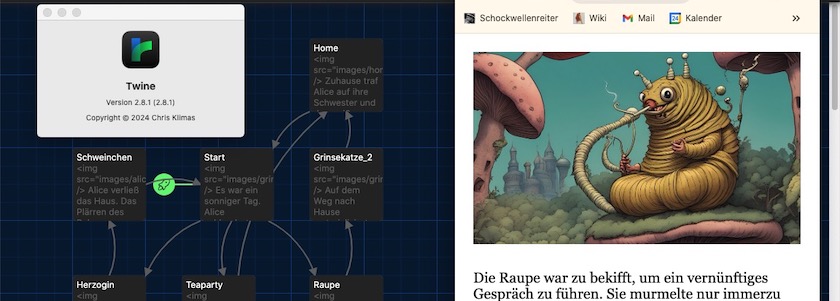 Twine
Version 2.8.1 (2.8.1)
Copyright © 2024 Chris Klimas
Home
<img
src="images/hor
/> Zuhause traf
Alice auf ihre
Schwester und
Schweinchen
<img
src="images/alic
/> Alice verließ
das Haus. Das
Plärren des
Start
<img
src="images/grin
/> Es war ein
sonniger Tag.
Alice
Grinsekatze_2
<img
src="images/grin
/> Auf dem
Weg nach
Hause
Herzogin
<img
Teaparty
<img
Raupe
<img
Schockwellenreiter
Wiki
Mail
Kalender
»
Die Raupe war zu bekifft, um ein vernünftiges
Gespräch zu führen. Sie murmelte nur immerzu